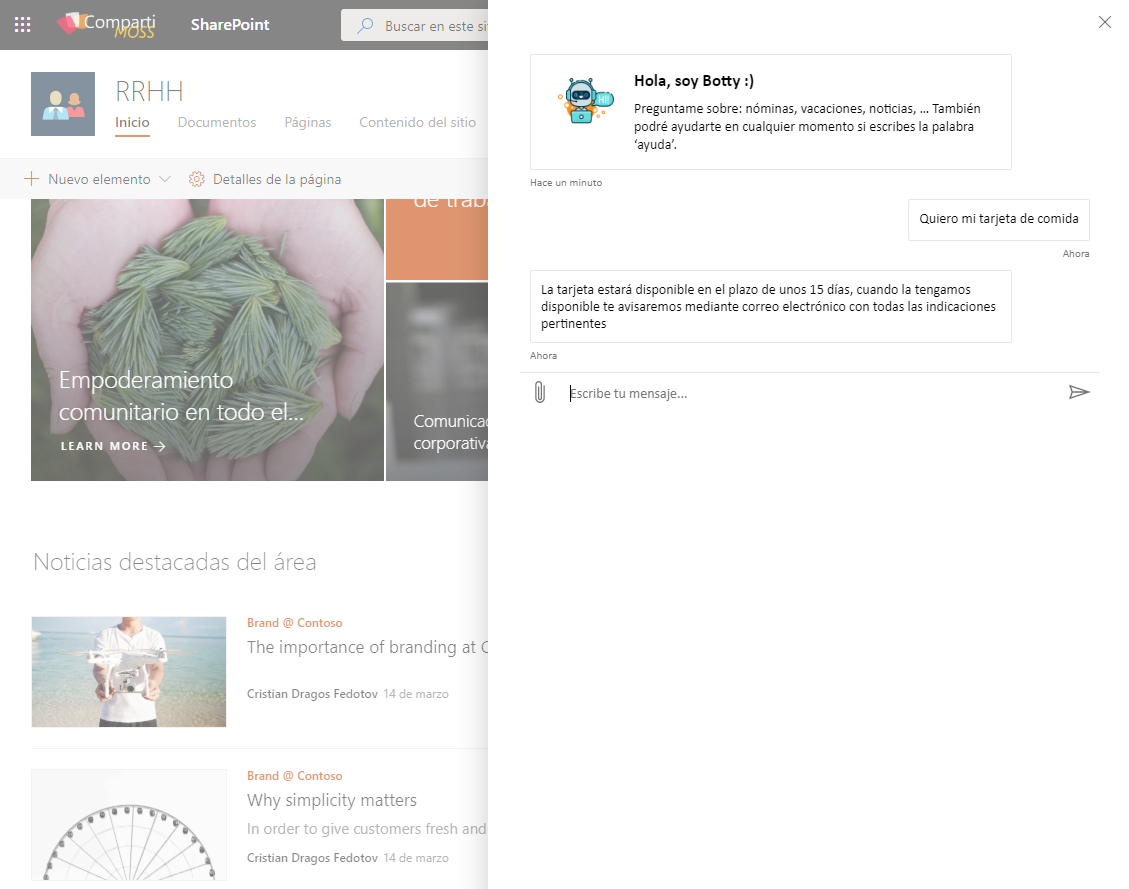 Comparti
MOSS
SharePoint
Buscar en este si
RRHH
Inicio
Documentos
Páginas
Contenido del sitio
Nuevo elemento
Detalles de la página
de trab
Empoderamiento
comunitario en todo el...
LEARN MORE
Comunicac
corporativa
Noticias destacadas del área
Brand @ Contoso
The importance of branding at C
Cristian Dragos Fedotov 14 de marzo
Brand @ Contoso
Why simplicity matters
In order to give customers fresh and
Cristian Dragos Fedotov 14 de marzo
HI!
Hola, soy Botty :)
Preguntame sobre: nóminas, vacaciones, noticias, ... También
podré ayudarte en cualquier momento si escribes la palabra
‘ayuda’.
Hace un minuto
Quiero mi tarjeta de comida
Ahora
La tarjeta estará disponible en el plazo de unos 15 días, cuando la tengamos
disponible te avisaremos mediante correo electrónico con todas las indicaciones
pertinentes
Ahora
Escribe tu mensaje...